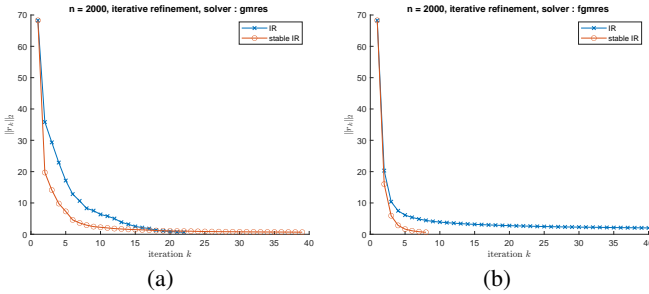 n = 2000, iterative refinement, solver : gmres
IR
stable IR
||r_k||_2
70
60
50
40
30
20
10
0
0 5 10 15 20 25 30 35 40
iteration k
(a)
n = 2000, iterative refinement, solver : fgmres
IR
stable IR
||r_k||_2
70
60
50
40
30
20
10
0
0 5 10 15 20 25 30 35 40
iteration k
(b)